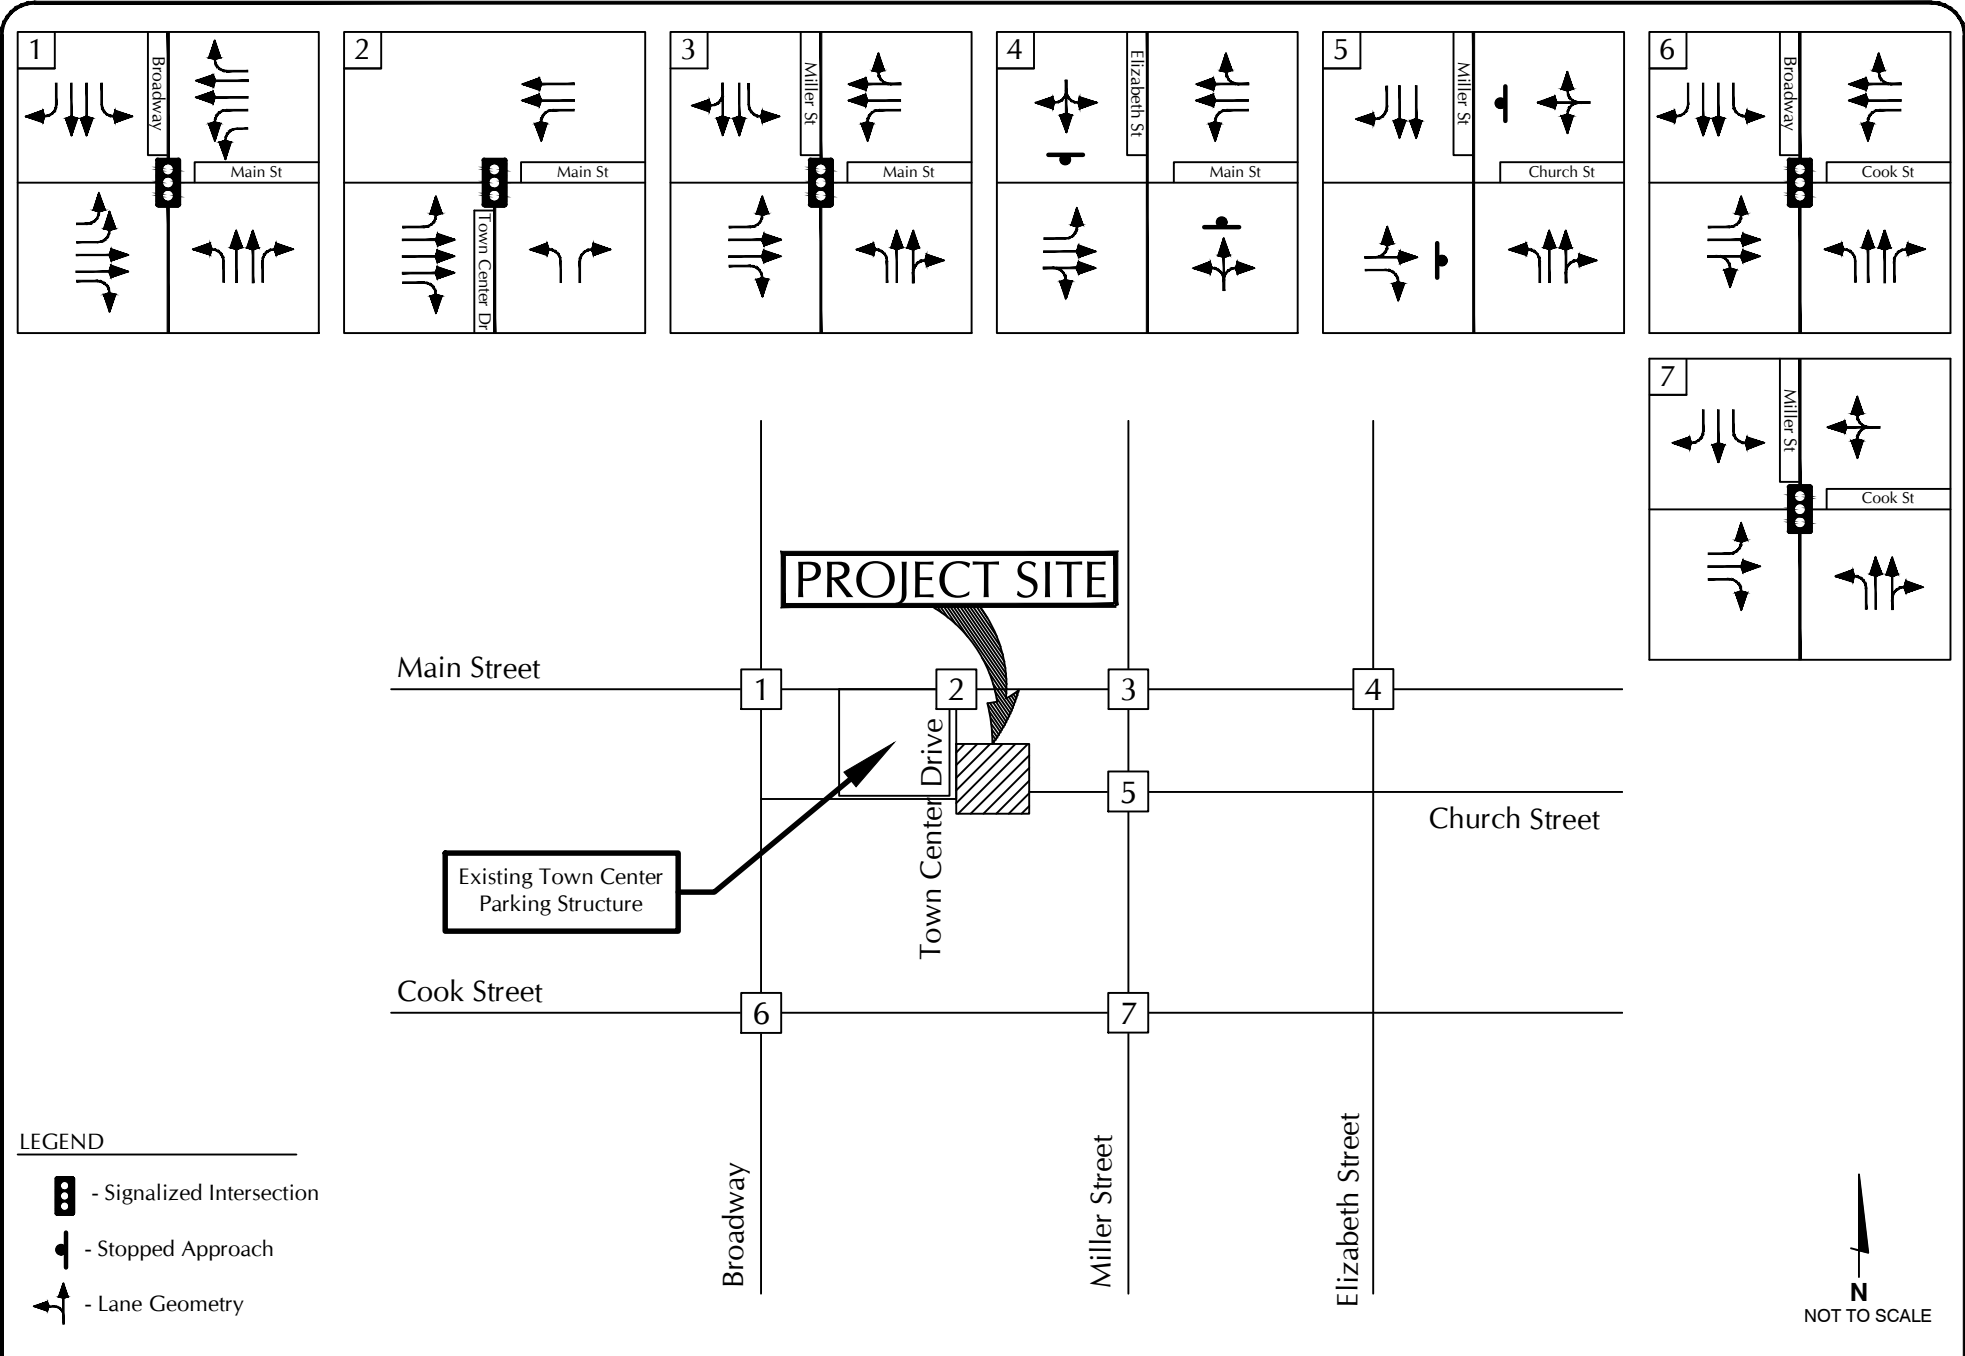 1
Broadway
Main St
2
Town Center Dr
Main St
3
Miller St
Main St
4
Elizabeth St
Main St
5
Miller St
Church St
6
Broadway
Cook St
7
Miller St
Cook St
PROJECT SITE
Main Street
1
2
3
4
Town Center Drive
5
Church Street
Existing Town Center
Parking Structure
Cook Street
6
7
Broadway
Miller Street
Elizabeth Street
LEGEND
- Signalized Intersection
- Stopped Approach
- Lane Geometry
N
NOT TO SCALE